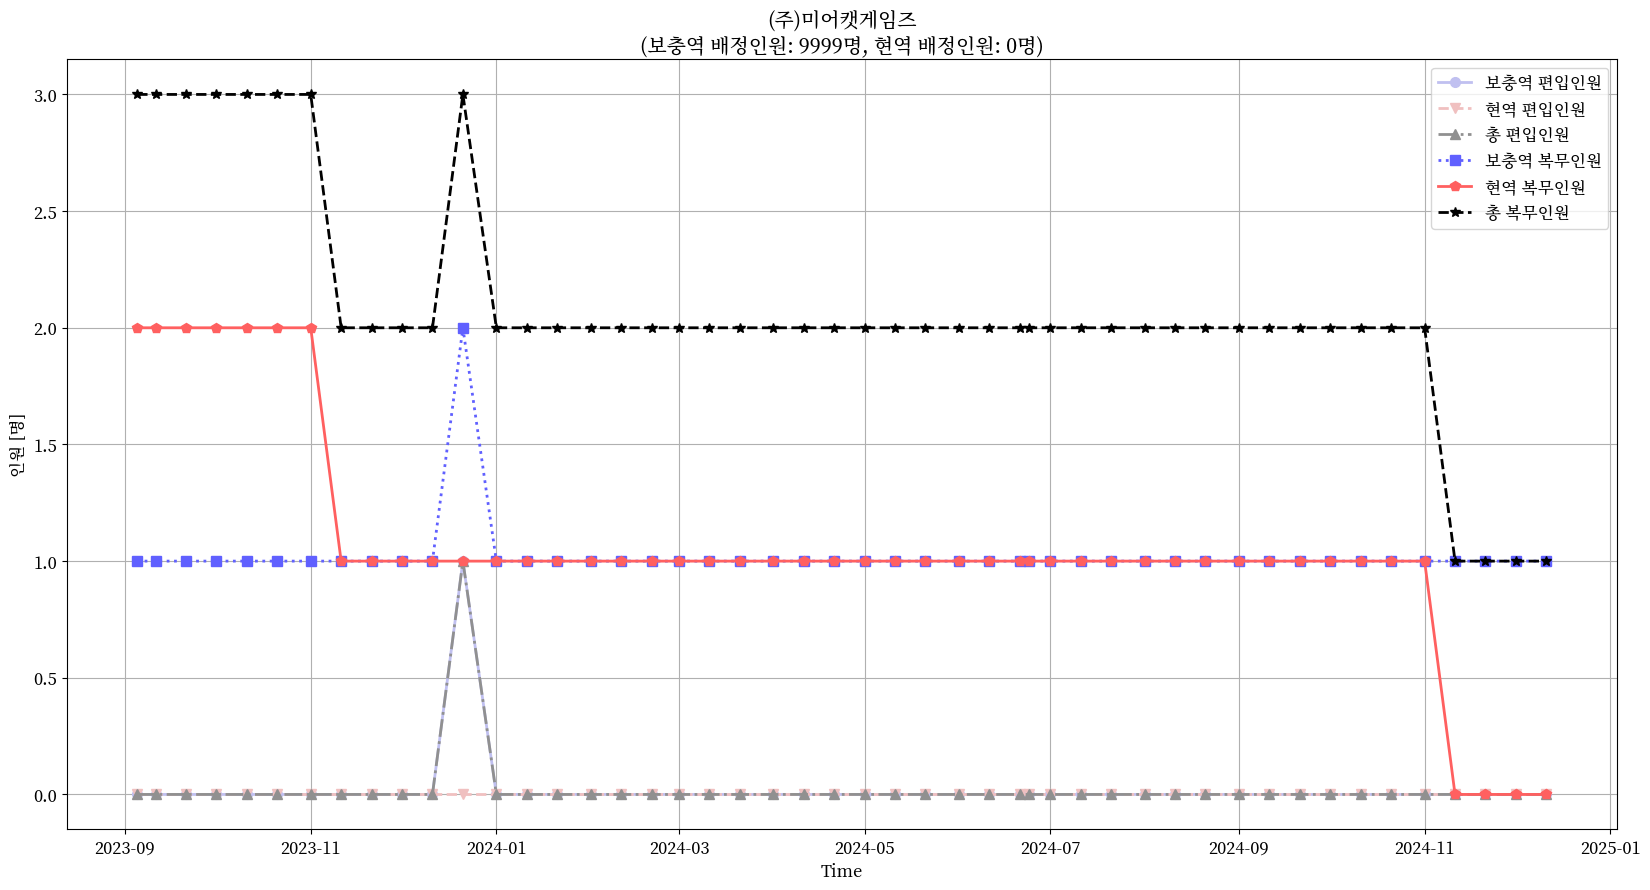 (주)미어캣게임즈
(보충역 배정인원: 9999명, 현역 배정인원: 0명)
보충역 편입인원
현역 편입인원
총 편입인원
보충역 복무인원
현역 복무인원
총 복무인원
인원 [명]
3.0
2.5
2.0
1.5
1.0
0.5
0.0
2023-09
2023-11
2024-01
2024-03
2024-05
2024-07
2024-09
2024-11
2025-01
Time